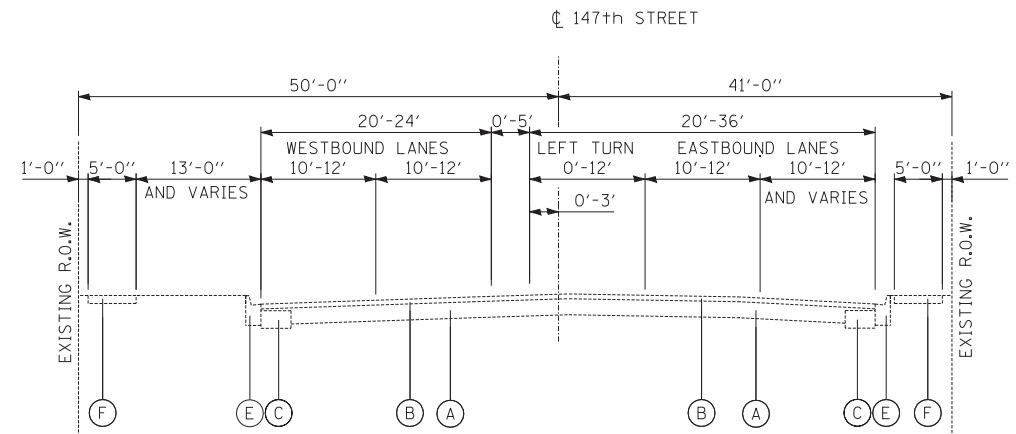 ℄ 147th STREET
50'-0'' 41'-0''
20'-24' 0'-5' 20'-36'
WESTBOUND LANES LEFT TURN EASTBOUND LANES
1'-0'' 5'-0'' 13'-0'' 10'-12' 10'-12' 0'-12' 10'-12' 10'-12' 5'-0'' 1'-0''
AND VARIES AND VARIES
0'-3'
EXISTING R.O.W.
EXISTING R.O.W.
F E C B A B A C E F